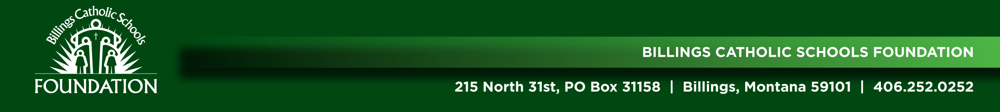 Billings Catholic Schools
FOUNDATION
BILLINGS CATHOLIC SCHOOLS FOUNDATION
215 North 31st, PO Box 31158 | Billings, Montana 59101 | 406.252.0252